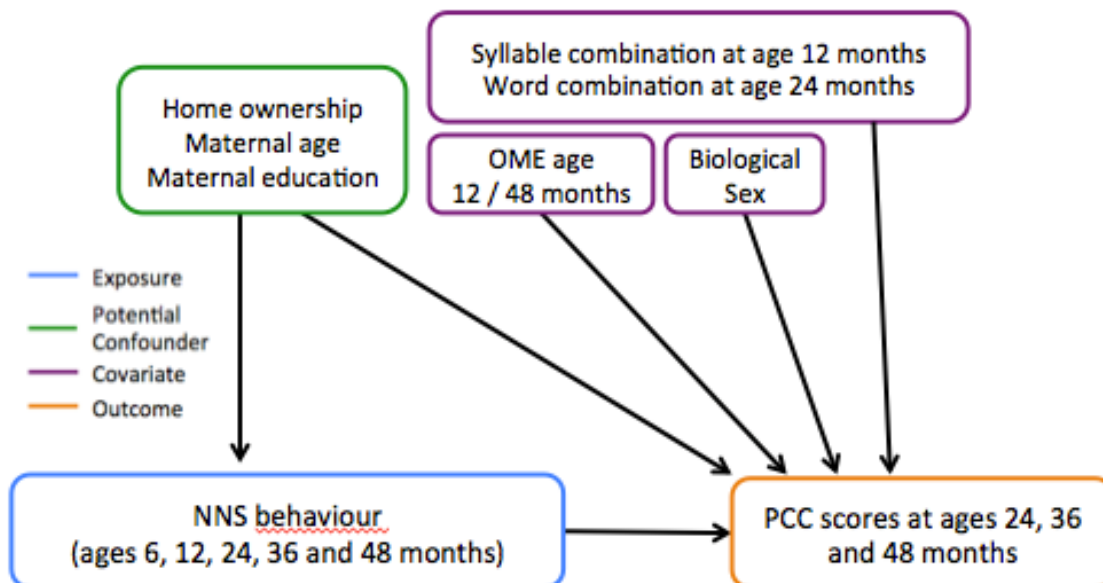 Syllable combination at age 12 months
Word combination at age 24 months
Home ownership
Maternal age
Maternal education
OME age
12 / 48 months
Biological
Sex
Exposure
Potential
Confounder
Covariate
Outcome
NNS behaviour
(ages 6, 12, 24, 36 and 48 months)
PCC scores at ages 24, 36
and 48 months